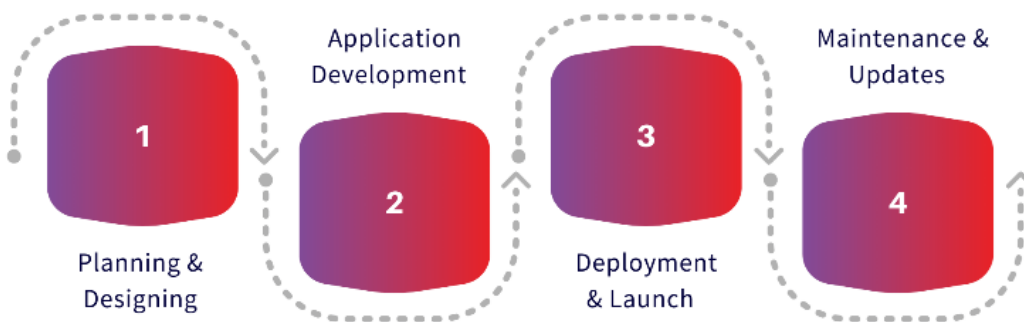 1
Planning &
Designing
Application
Development
2
3
Deployment
& Launch
Maintenance &
Updates
4